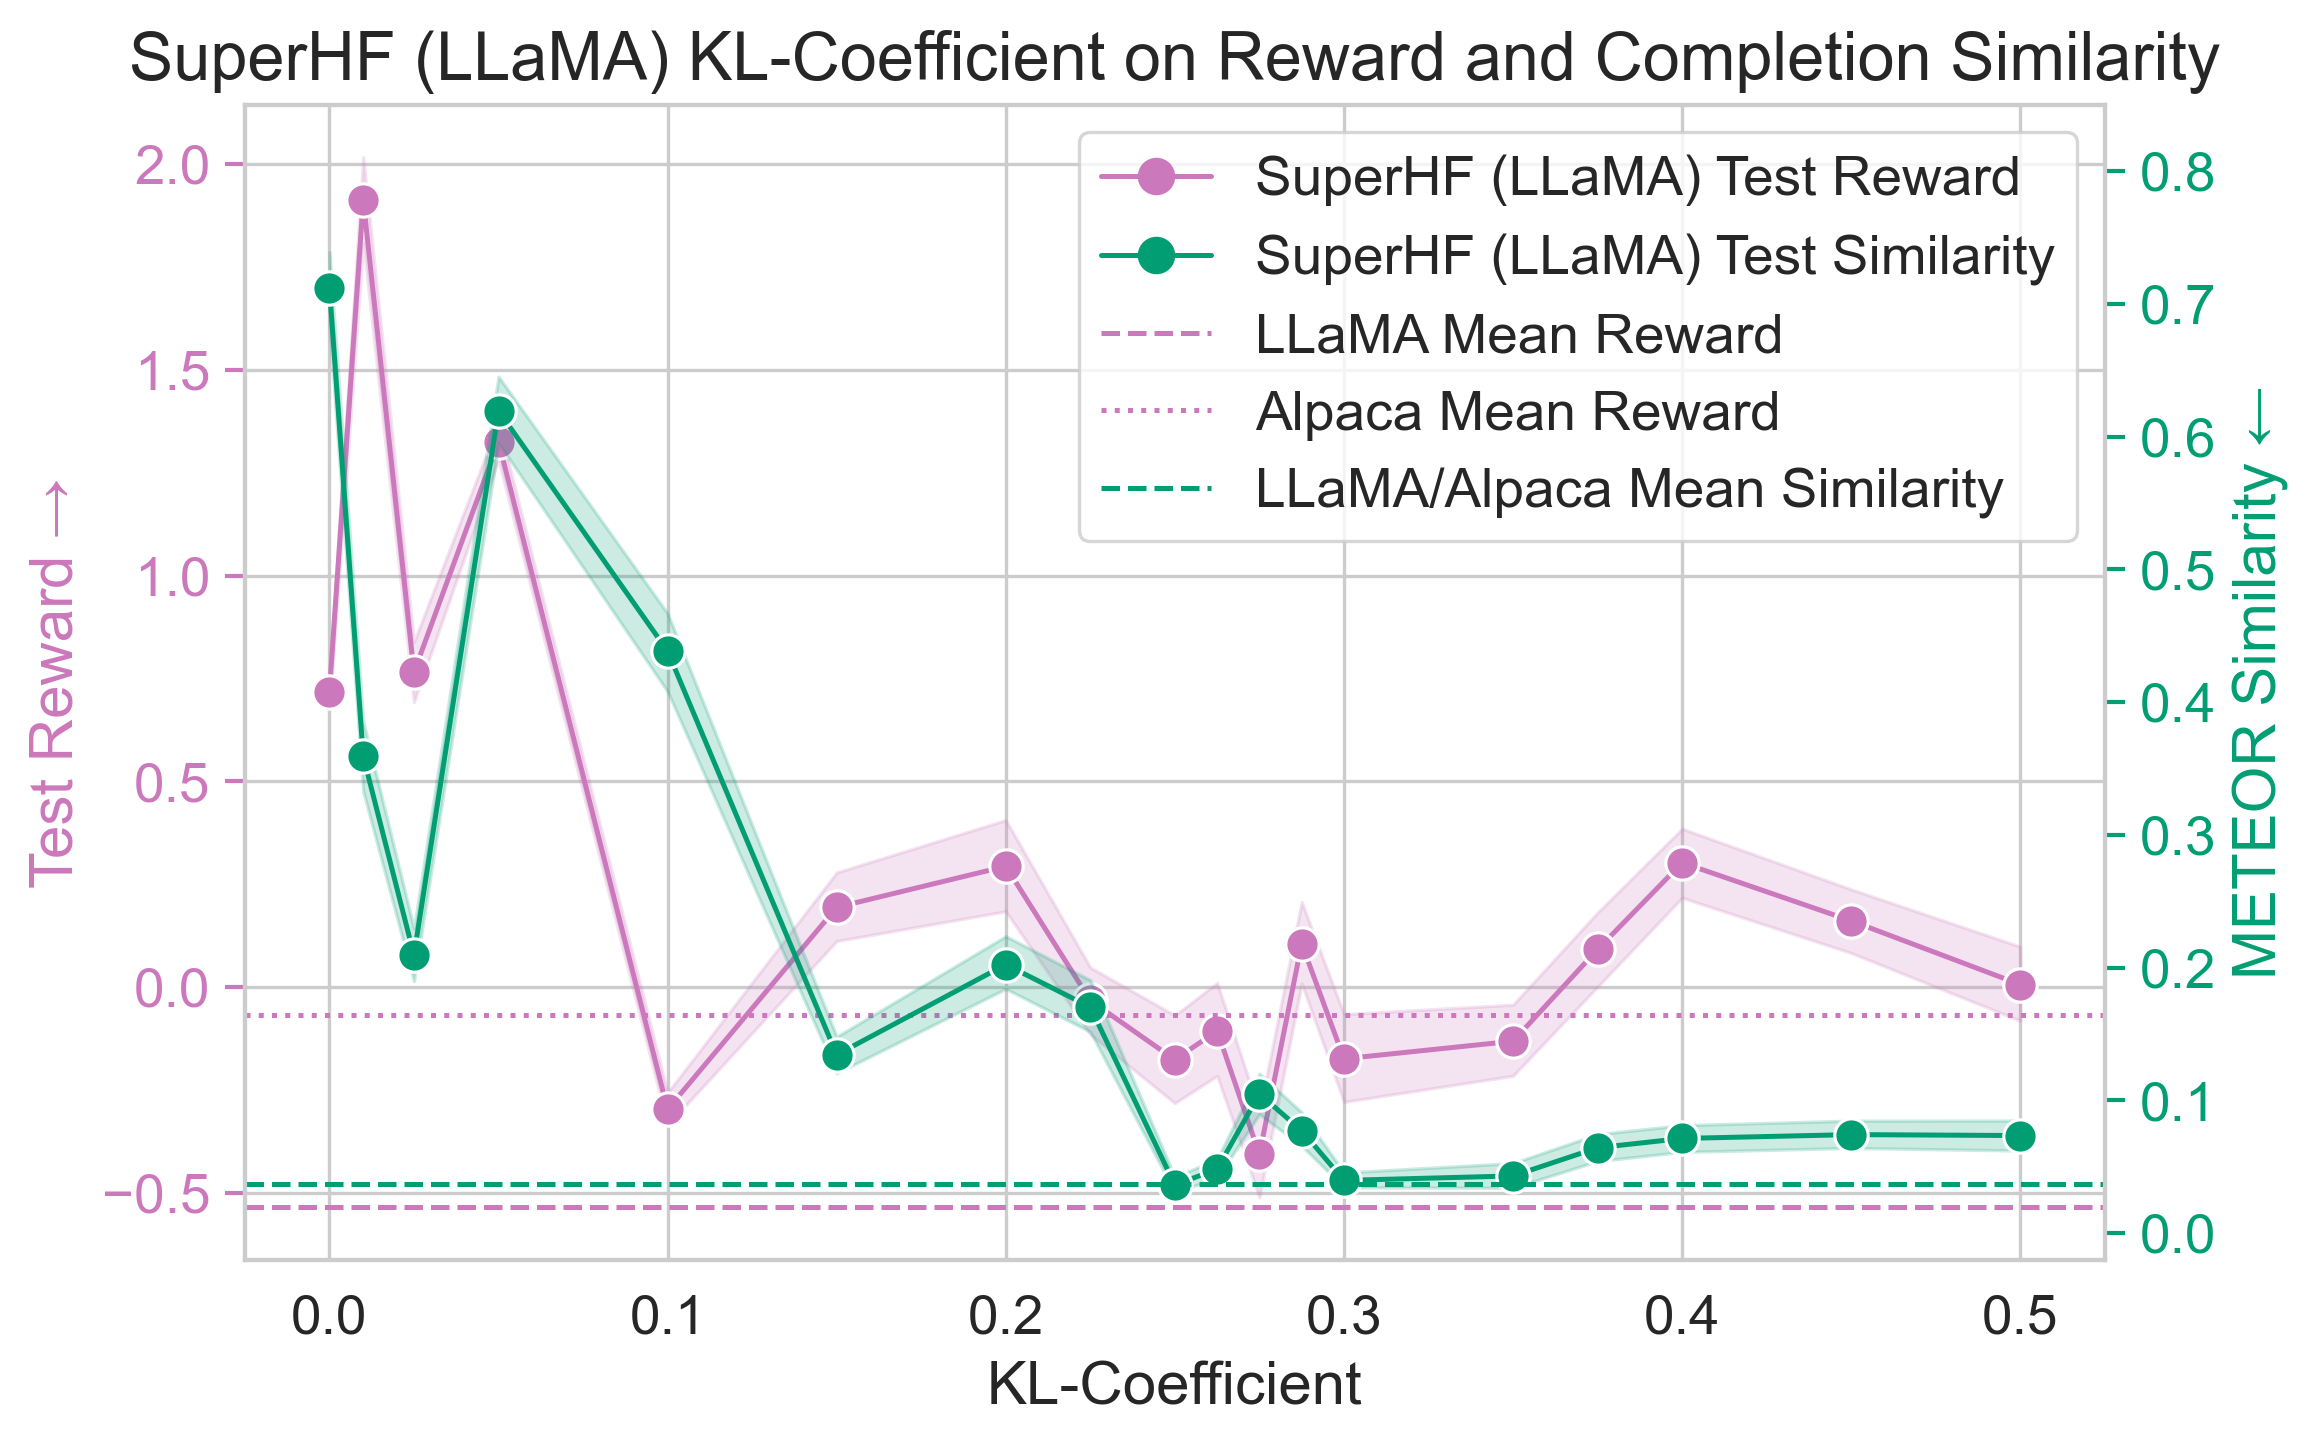 SuperHF (LLaMA) KL-Coefficient on Reward and Completion Similarity
Test Reward →
2.0
1.5
1.0
0.5
0.0
−0.5
SuperHF (LLaMA) Test Reward
SuperHF (LLaMA) Test Similarity
LLaMA Mean Reward
Alpaca Mean Reward
LLaMA/Alpaca Mean Similarity
0.8
0.7
0.6
0.5
0.4
0.3
0.2
0.1
0.0
METEOR Similarity ←
0.0 0.1 0.2 0.3 0.4 0.5
KL-Coefficient